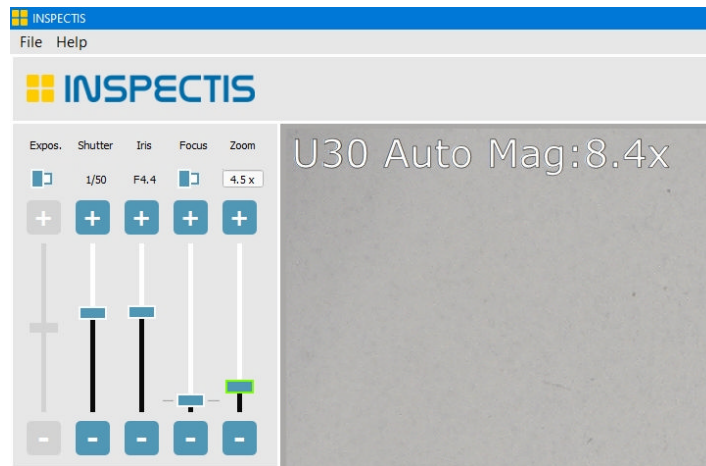 INSPECTIS
File Help
INSPECTIS
Expos. Shutter Iris Focus Zoom
1/50 F4.4 4.5 x
+ + + + +
- - - - -
U30 Auto Mag:8.4x